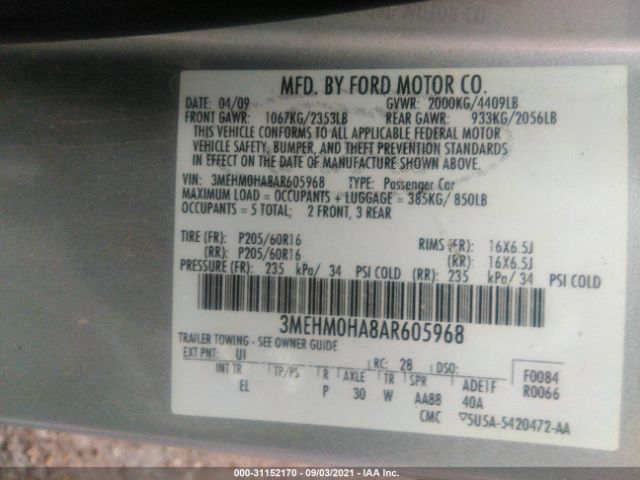 MFD. BY FORD MOTOR CO.
DATE: 04/09 GVWR: 2000KG/4409LB
FRONT GAWR: 1067KG/2353LB REAR GAWR: 933KG/2056LB
THIS VEHICLE CONFORMS TO ALL APPLICABLE FEDERAL MOTOR
VEHICLE SAFETY, BUMPER, AND THEFT PREVENTION STANDARDS
IN EFFECT ON THE DATE OF MANUFACTURE SHOWN ABOVE.
VIN: 3MEHM0HA8AR605968 TYPE: Passenger Car
MAXIMUM LOAD = OCCUPANTS + LUGGAGE = 385KG/ 850LB
OCCUPANTS = 5 TOTAL; 2 FRONT, 3 REAR
TIRE (FR): P205/60R16 RIMS (FR): 16X6.5J
(RR): P205/60R16 (RR): 16X6.5J
PRESSURE (FR): 235 kPa/ 34 PSI COLD (RR): 235 kPa/ 34 PSI COLD
3MEHM0HA8AR605968
TRAILER TOWING - SEE OWNER GUIDE
EXT PNT: UI RC: 28 DSO: F0084
INT TR TP/PS R AXLE TR SPR ADE1F R0066
EL P 30 W AA88 40A
CMC ▽5U5A-5420472-AA
000-31152170 - 09/03/2021 - IAA Inc.